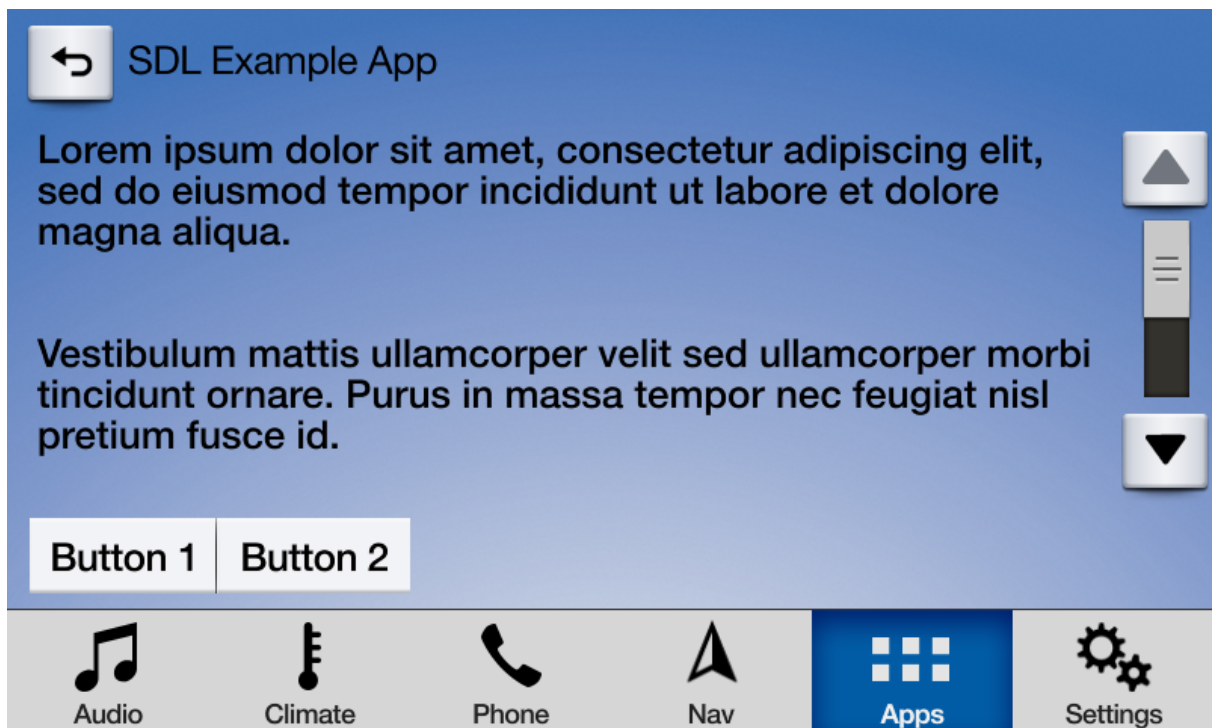 SDL Example App
Lorem ipsum dolor sit amet, consectetur adipiscing elit,
sed do eiusmod tempor incididunt ut labore et dolore
magna aliqua.
Vestibulum mattis ullamcorper velit sed ullamcorper morbi
tincidunt ornare. Purus in massa tempor nec feugiat nisl
pretium fusce id.
Button 1 Button 2
Audio Climate Phone Nav Apps Settings